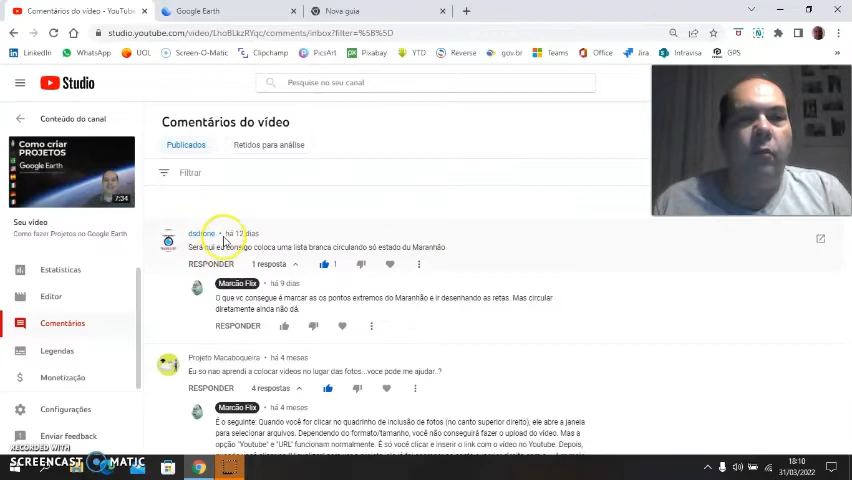 Comentários do vídeo - YouTube
Google Earth
Nova guia
studio.youtube.com/video/LhoBLkzRYqc/comments/inbox?filter=%5B%5D
LinkedIn
WhatsApp
UOL
Screen-O-Matic
Clipchamp
PicsArt
Pixabay
YTD
Reverse
gov.br
Teams
Office
Jira
Intravisa
GPS
Studio
Pesquise no seu canal
Conteúdo do canal
Comentários do vídeo
Publicados
Retidos para análise
Como criar
PROJETOS
Google Earth
7:34
Filtrar
Seu vídeo
Como fazer Projetos no Google Earth
dsdrone • há 12 dias
Será qui eu consigo coloca uma lista branca circulando só estado du Maranhão
RESPONDER
1 resposta
1
Estatísticas
Editor
Comentários
Legendas
Monetização
Configurações
Enviar feedback
Marcão Flix • há 9 dias
O que vc consegue é marcar as os pontos extremos do Maranhão e ir desenhando as retas. Mas circular
diretamente ainda não dá.
RESPONDER
Projeto Macaboqueira • há 4 meses
Eu so nao aprendi a colocar videos no lugar das fotos...voce pode me ajudar..?
RESPONDER
4 respostas
Marcão Flix • há 4 meses
É o seguinte: Quando você for clicar no quadrinho de inclusão de fotos (no canto superior direito), ele abre a janela
para selecionar arquivos. Dependendo do formato/tamanho, você não conseguirá fazer o upload do vídeo. Mas a
opção "Youtube" e "URL" funcionam normalmente. É só você clicar e inserir o link com o vídeo no Youtube. Depois,
RECORDED WITH
SCREENCAST MATIC
18:10
31/03/2022